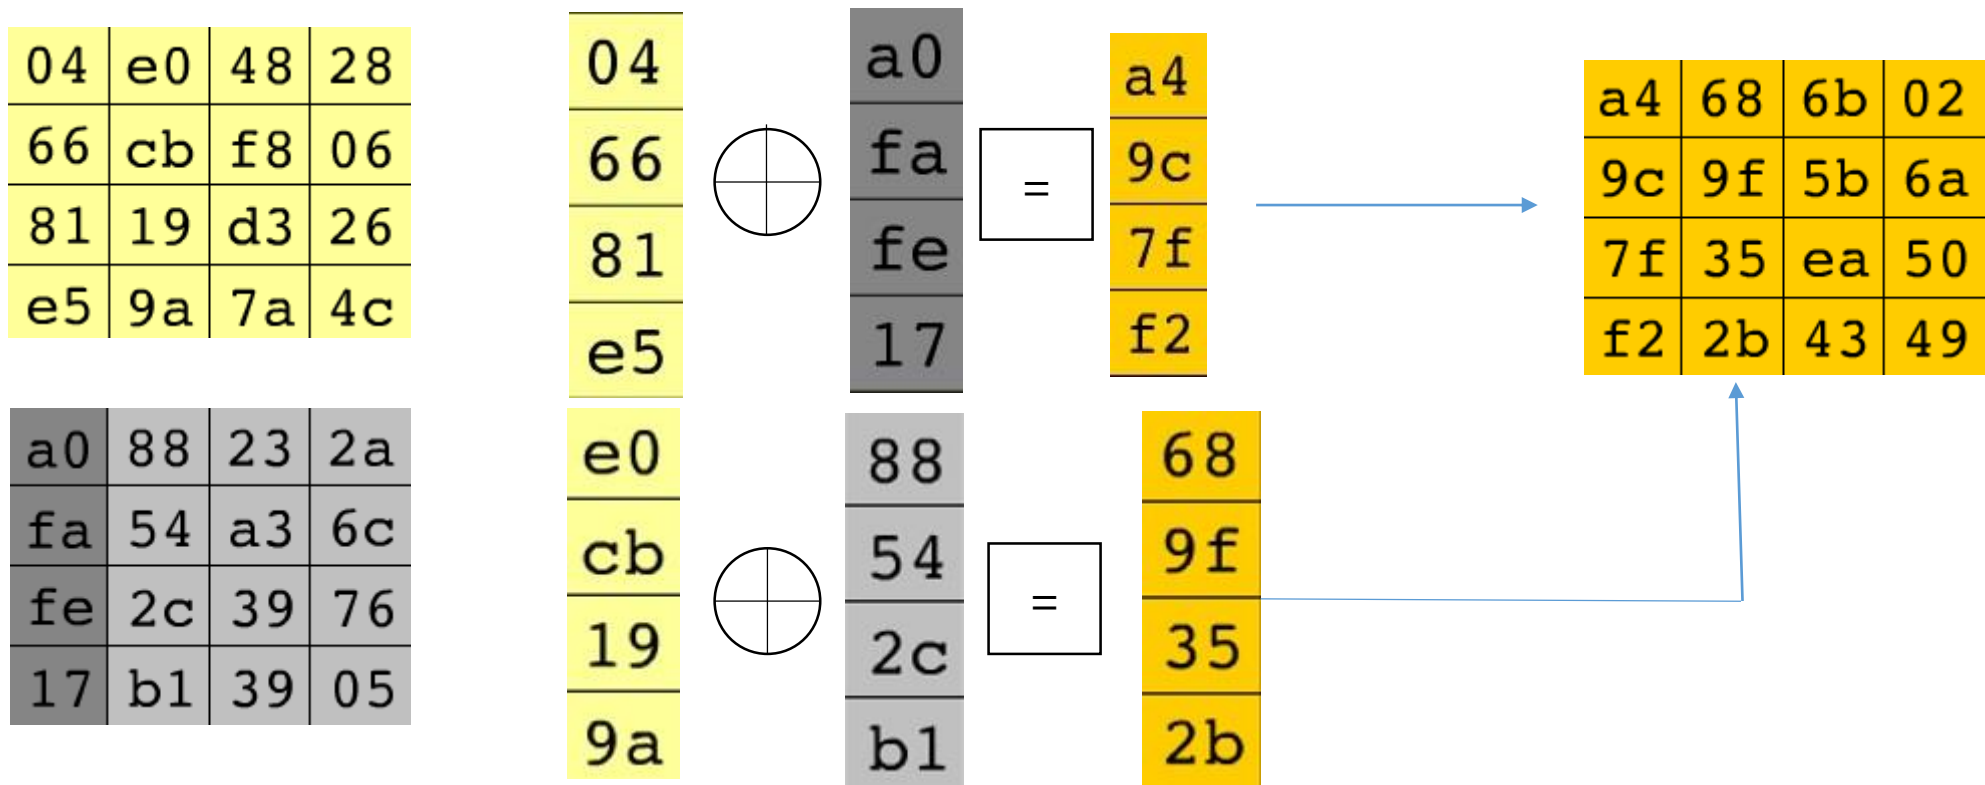 04 e0 48 28
66 cb f8 06
81 19 d3 26
e5 9a 7a 4c
a0 88 23 2a
fa 54 a3 6c
fe 2c 39 76
17 b1 39 05
04
66
81
e5
a0
fa
fe
17
=
a4
9c
7f
f2
e0
cb
19
9a
88
54
2c
b1
=
68
9f
35
2b
a4 68 6b 02
9c 9f 5b 6a
7f 35 ea 50
f2 2b 43 49